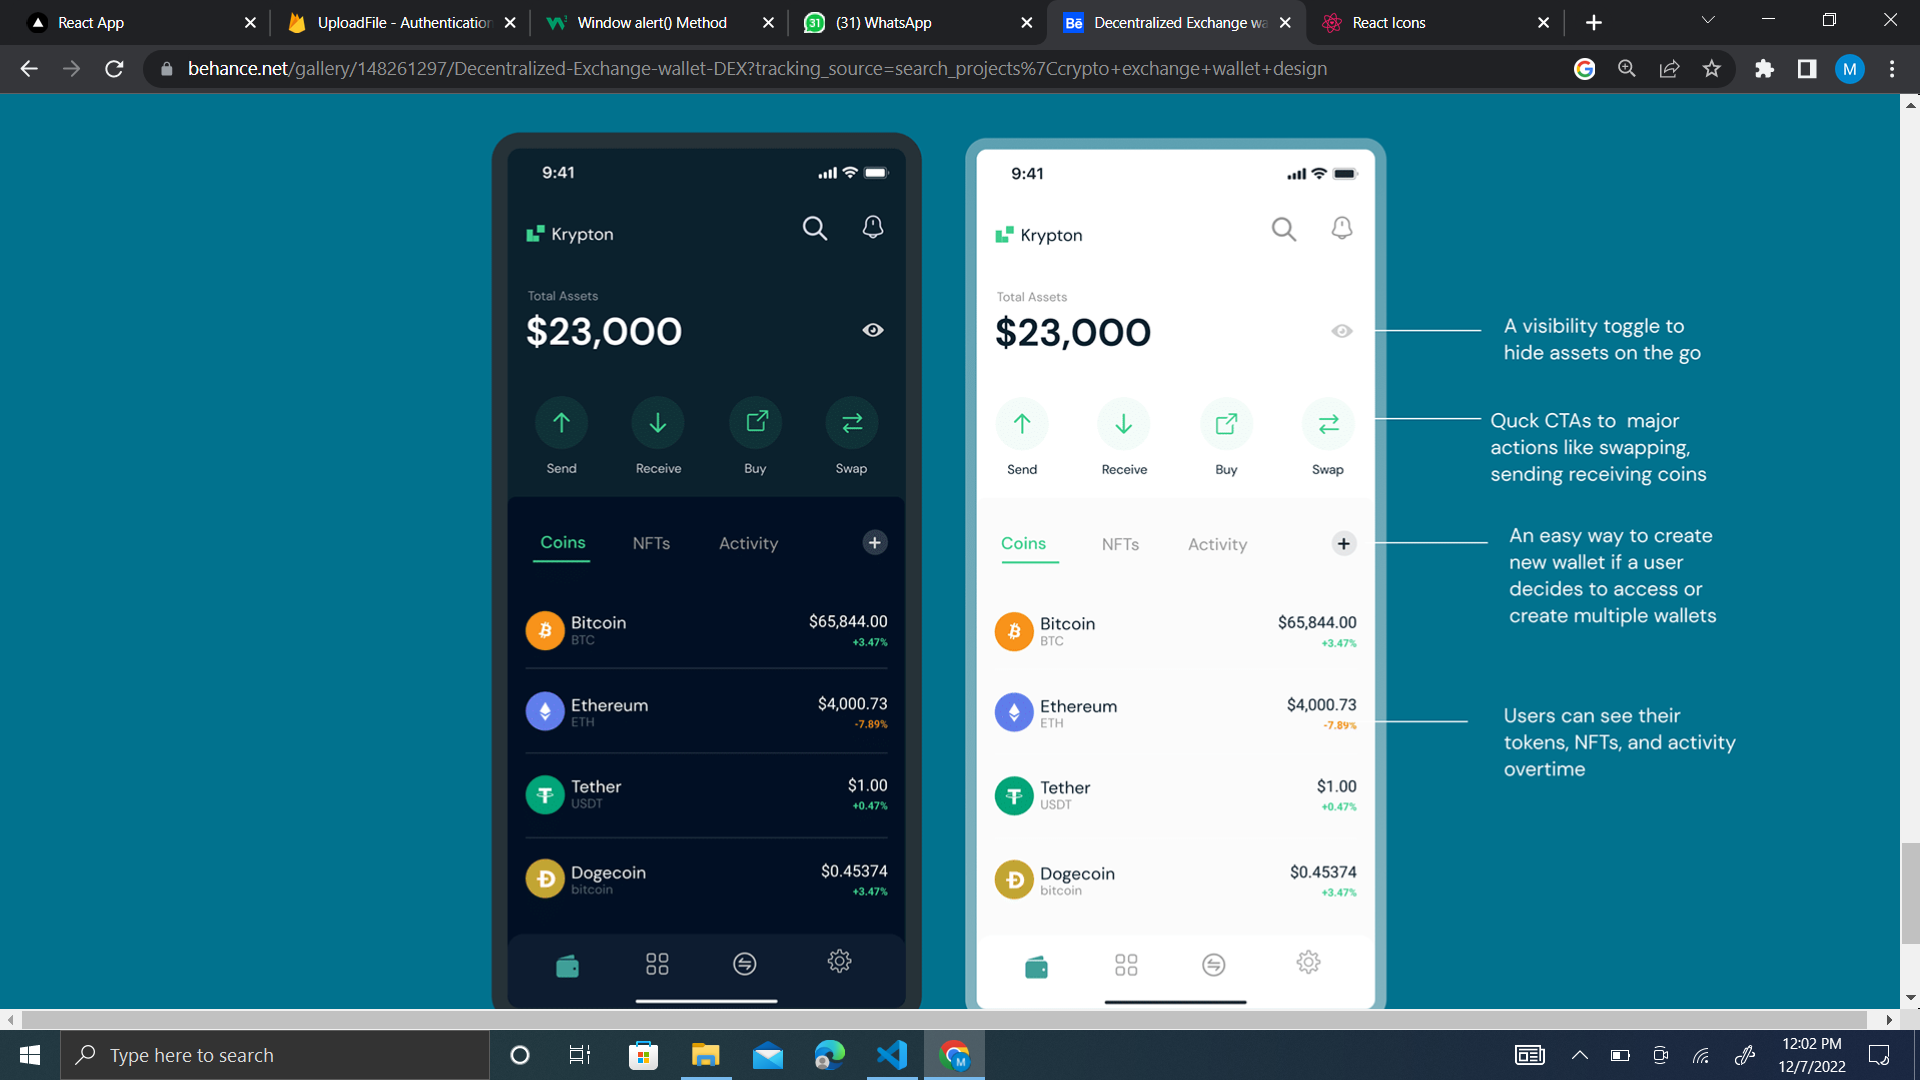 React App
UploadFile - Authentication
Window alert() Method
(31) WhatsApp
Decentralized Exchange wa
React Icons
behance.net/gallery/148261297/Decentralized-Exchange-wallet-DEX?tracking_source=search_projects%7Ccrypto+exchange+wallet+design
M
9:41
Krypton
Total Assets
$23,000
Send Receive Buy Swap
Coins NFTs Activity
Bitcoin $65,844.00
BTC +3.47%
Ethereum $4,000.73
ETH -7.89%
Tether $1.00
USDT +0.47%
Dogecoin $0.45374
bitcoin +3.47%
9:41
Krypton
Total Assets
$23,000
Send Receive Buy Swap
Coins NFTs Activity
Bitcoin $65,844.00
BTC +3.47%
Ethereum $4,000.73
ETH -7.89%
Tether $1.00
USDT +0.47%
Dogecoin $0.45374
bitcoin +3.47%
A visibility toggle to
hide assets on the go
Quck CTAs to major
actions like swapping,
sending receiving coins
An easy way to create
new wallet if a user
decides to access or
create multiple wallets
Users can see their
tokens, NFTs, and activity
overtime
Type here to search
12:02 PM
12/7/2022